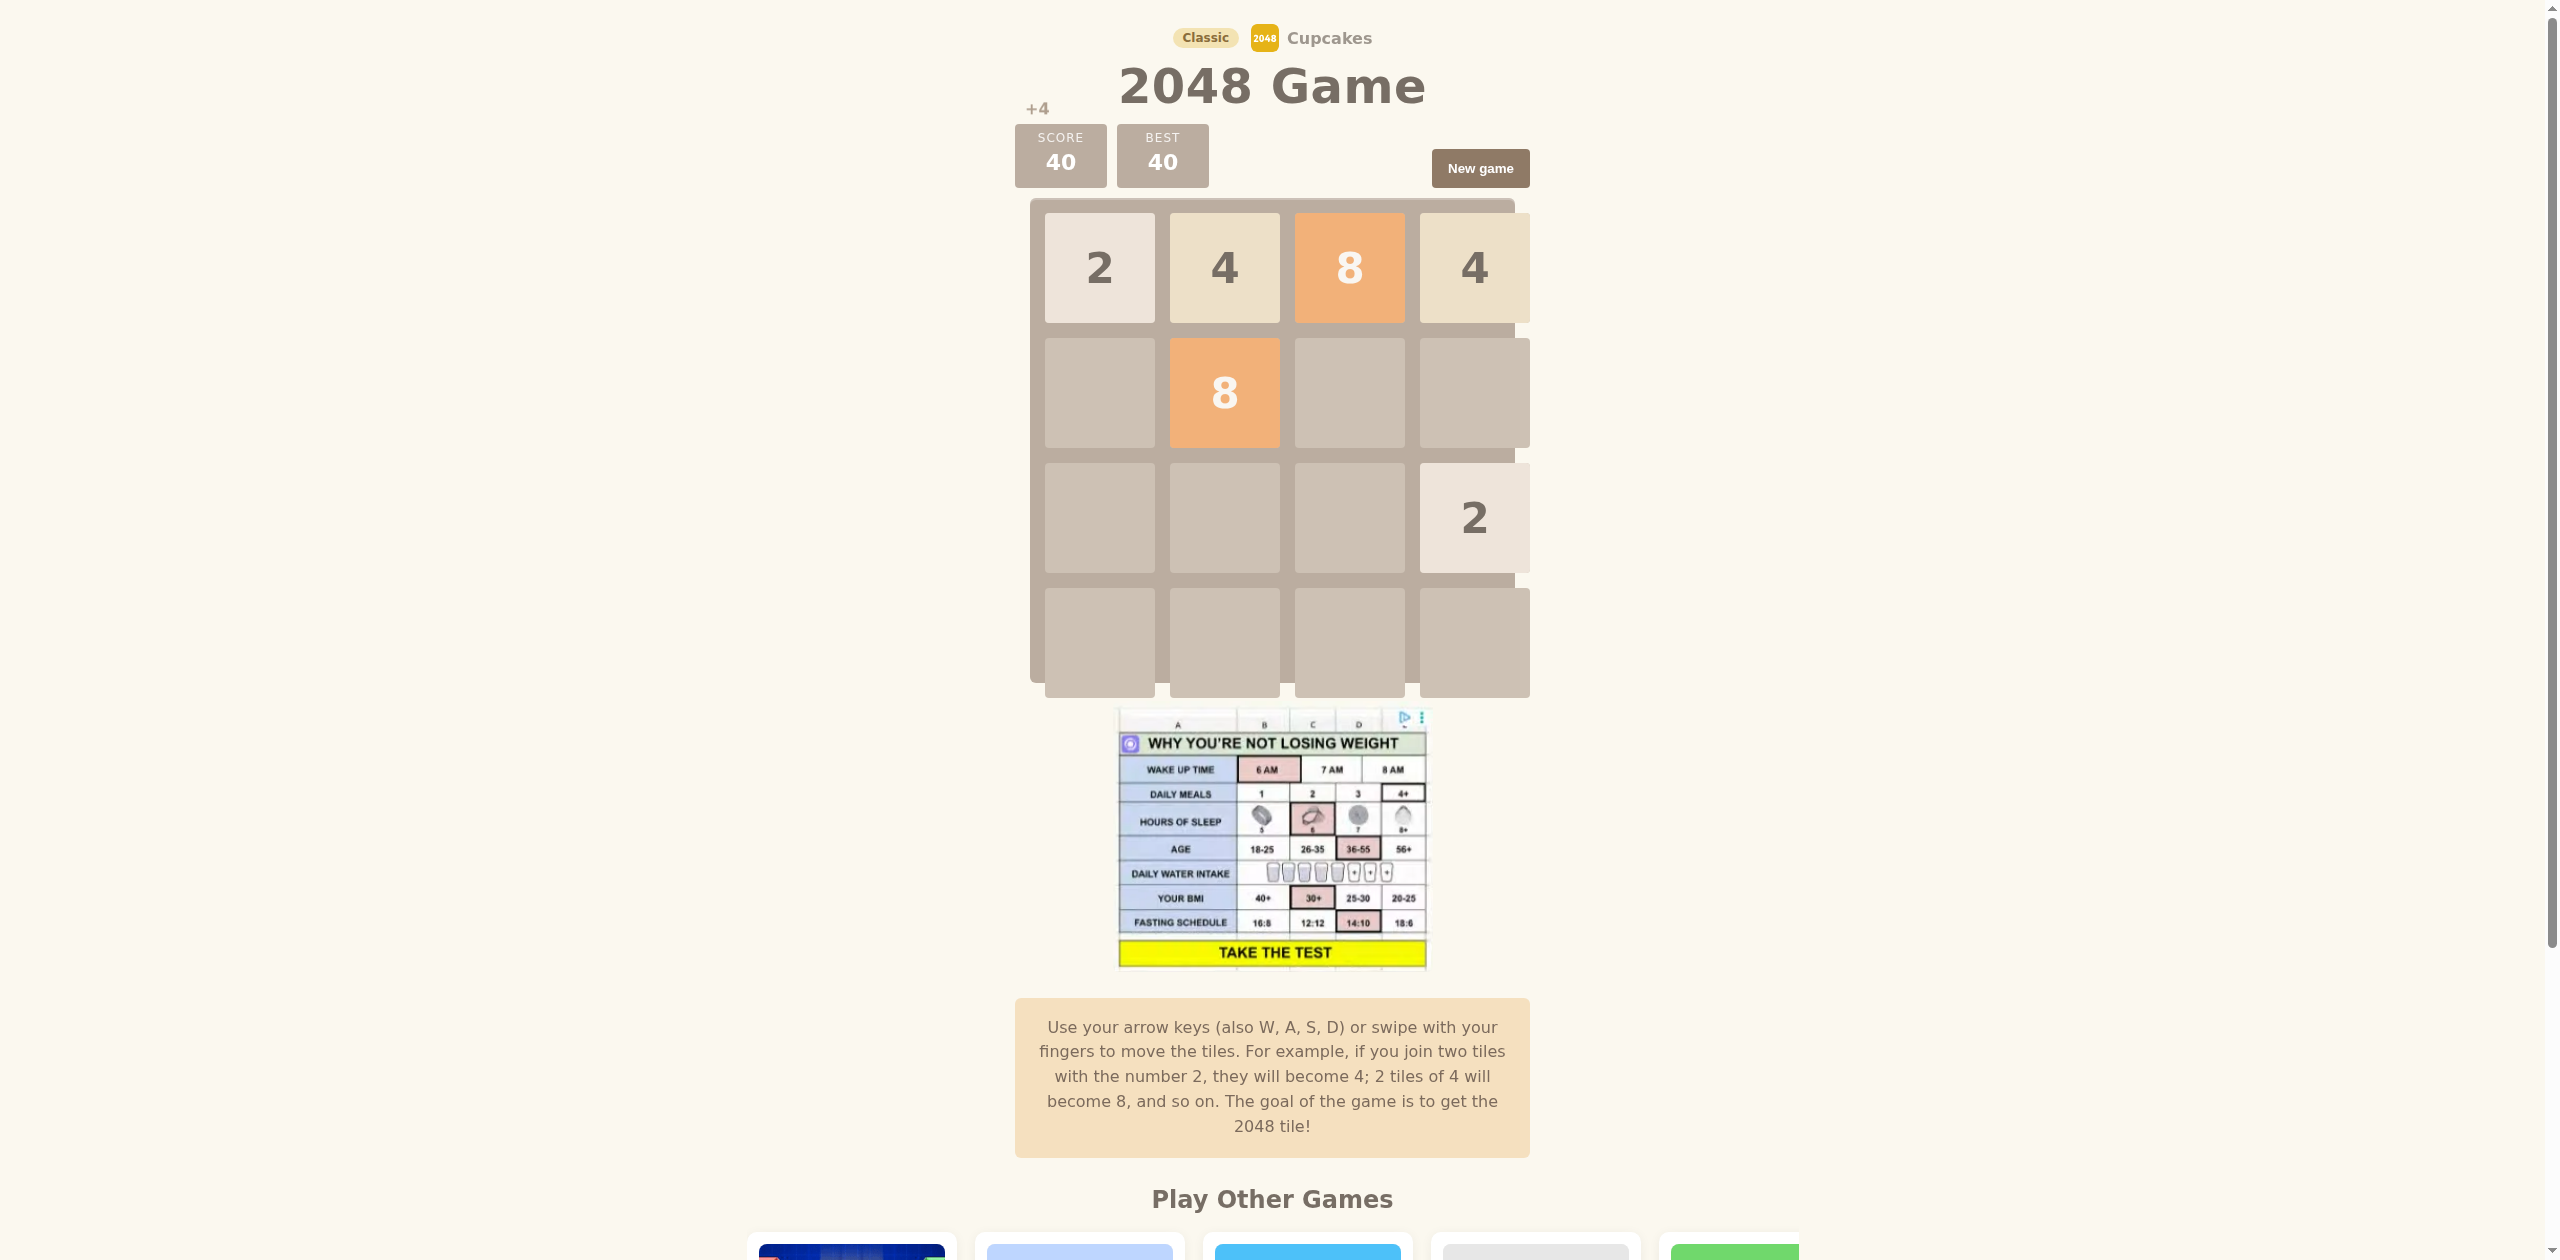 Classic 2048 Cupcakes
2048 Game
+4
SCORE BEST
40 40
New game
2 4 8 4
8
2
A B C D
WHY YOU'RE NOT LOSING WEIGHT
WAKE UP TIME 6 AM 7 AM 8 AM
DAILY MEALS 1 2 3 4+
HOURS OF SLEEP 5 6 7 8+
AGE 18-25 26-35 36-55 56+
DAILY WATER INTAKE + + +
YOUR BMI 40+ 30+ 25-30 20-25
FASTING SCHEDULE 16:8 12:12 14:10 18:6
TAKE THE TEST
Use your arrow keys (also W, A, S, D) or swipe with your
fingers to move the tiles. For example, if you join two tiles
with the number 2, they will become 4; 2 tiles of 4 will
become 8, and so on. The goal of the game is to get the
2048 tile!
Play Other Games